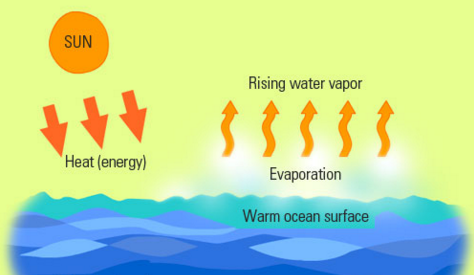 SUN
Rising water vapor
Heat (energy)
Evaporation
Warm ocean surface